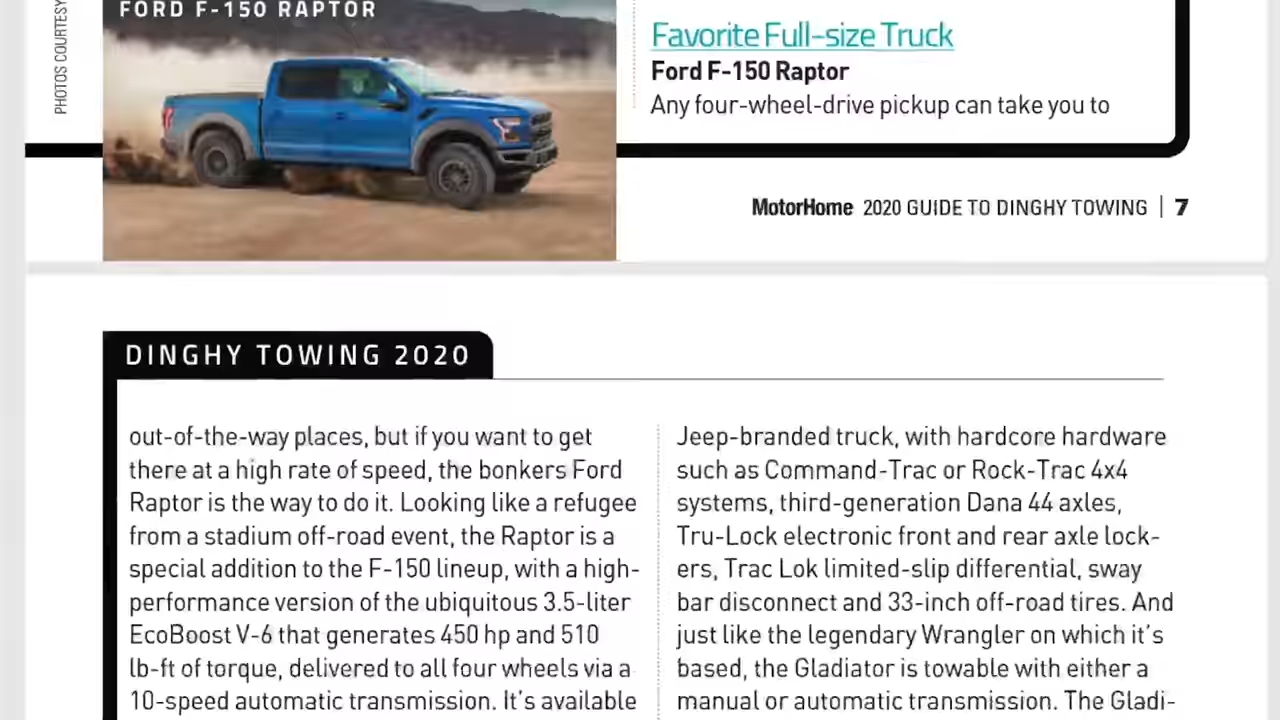 FORD F-150 RAPTOR
PHOTOS COURTESY
Favorite Full-size Truck
Ford F-150 Raptor
Any four-wheel-drive pickup can take you to
MotorHome 2020 GUIDE TO DINGHY TOWING | 7
DINGHY TOWING 2020
out-of-the-way places, but if you want to get
there at a high rate of speed, the bonkers Ford
Raptor is the way to do it. Looking like a refugee
from a stadium off-road event, the Raptor is a
special addition to the F-150 lineup, with a high-
performance version of the ubiquitous 3.5-liter
EcoBoost V-6 that generates 450 hp and 510
lb-ft of torque, delivered to all four wheels via a
10-speed automatic transmission. It's available
Jeep-branded truck, with hardcore hardware
such as Command-Trac or Rock-Trac 4x4
systems, third-generation Dana 44 axles,
Tru-Lock electronic front and rear axle lock-
ers, Trac Lok limited-slip differential, sway
bar disconnect and 33-inch off-road tires. And
just like the legendary Wrangler on which it's
based, the Gladiator is towable with either a
manual or automatic transmission. The Gladi-